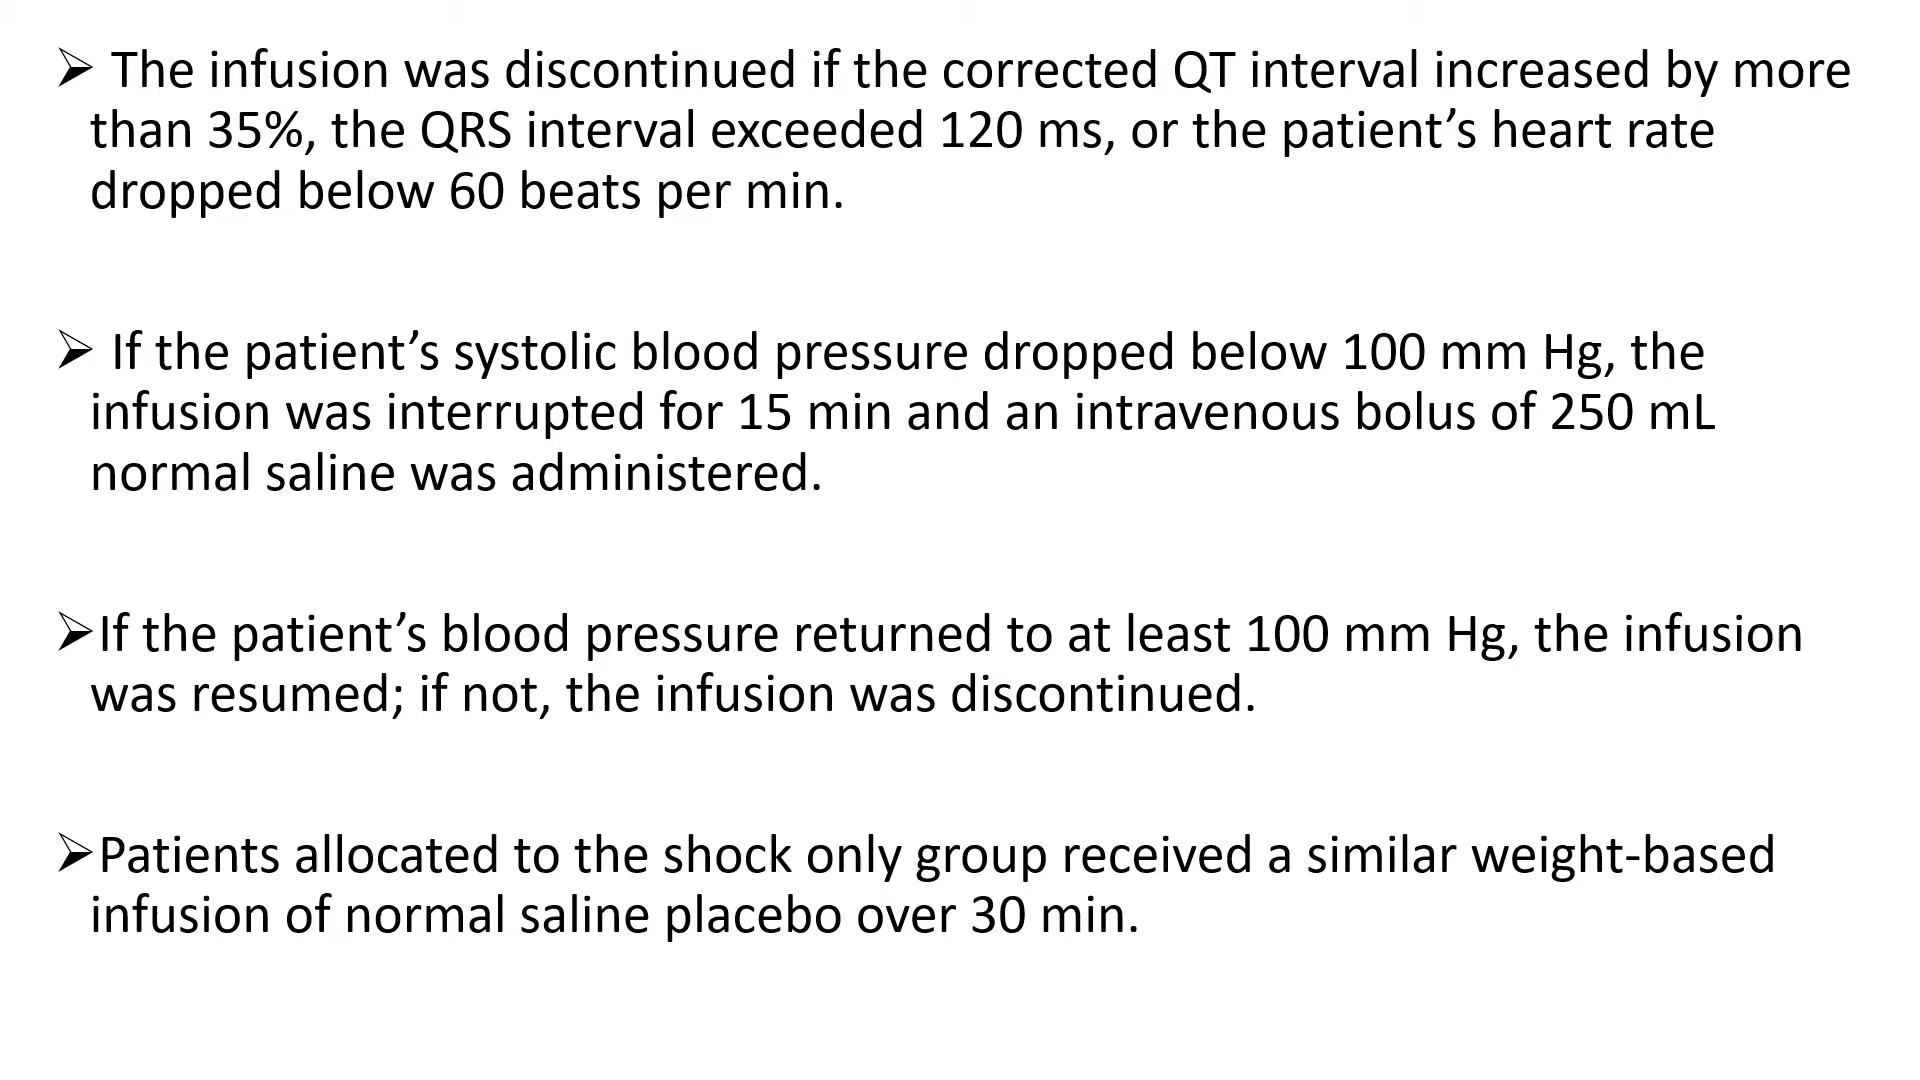 ➢ The infusion was discontinued if the corrected QT interval increased by more
than 35%, the QRS interval exceeded 120 ms, or the patient’s heart rate
dropped below 60 beats per min.
➢ If the patient’s systolic blood pressure dropped below 100 mm Hg, the
infusion was interrupted for 15 min and an intravenous bolus of 250 mL
normal saline was administered.
➢If the patient’s blood pressure returned to at least 100 mm Hg, the infusion
was resumed; if not, the infusion was discontinued.
➢Patients allocated to the shock only group received a similar weight-based
infusion of normal saline placebo over 30 min.